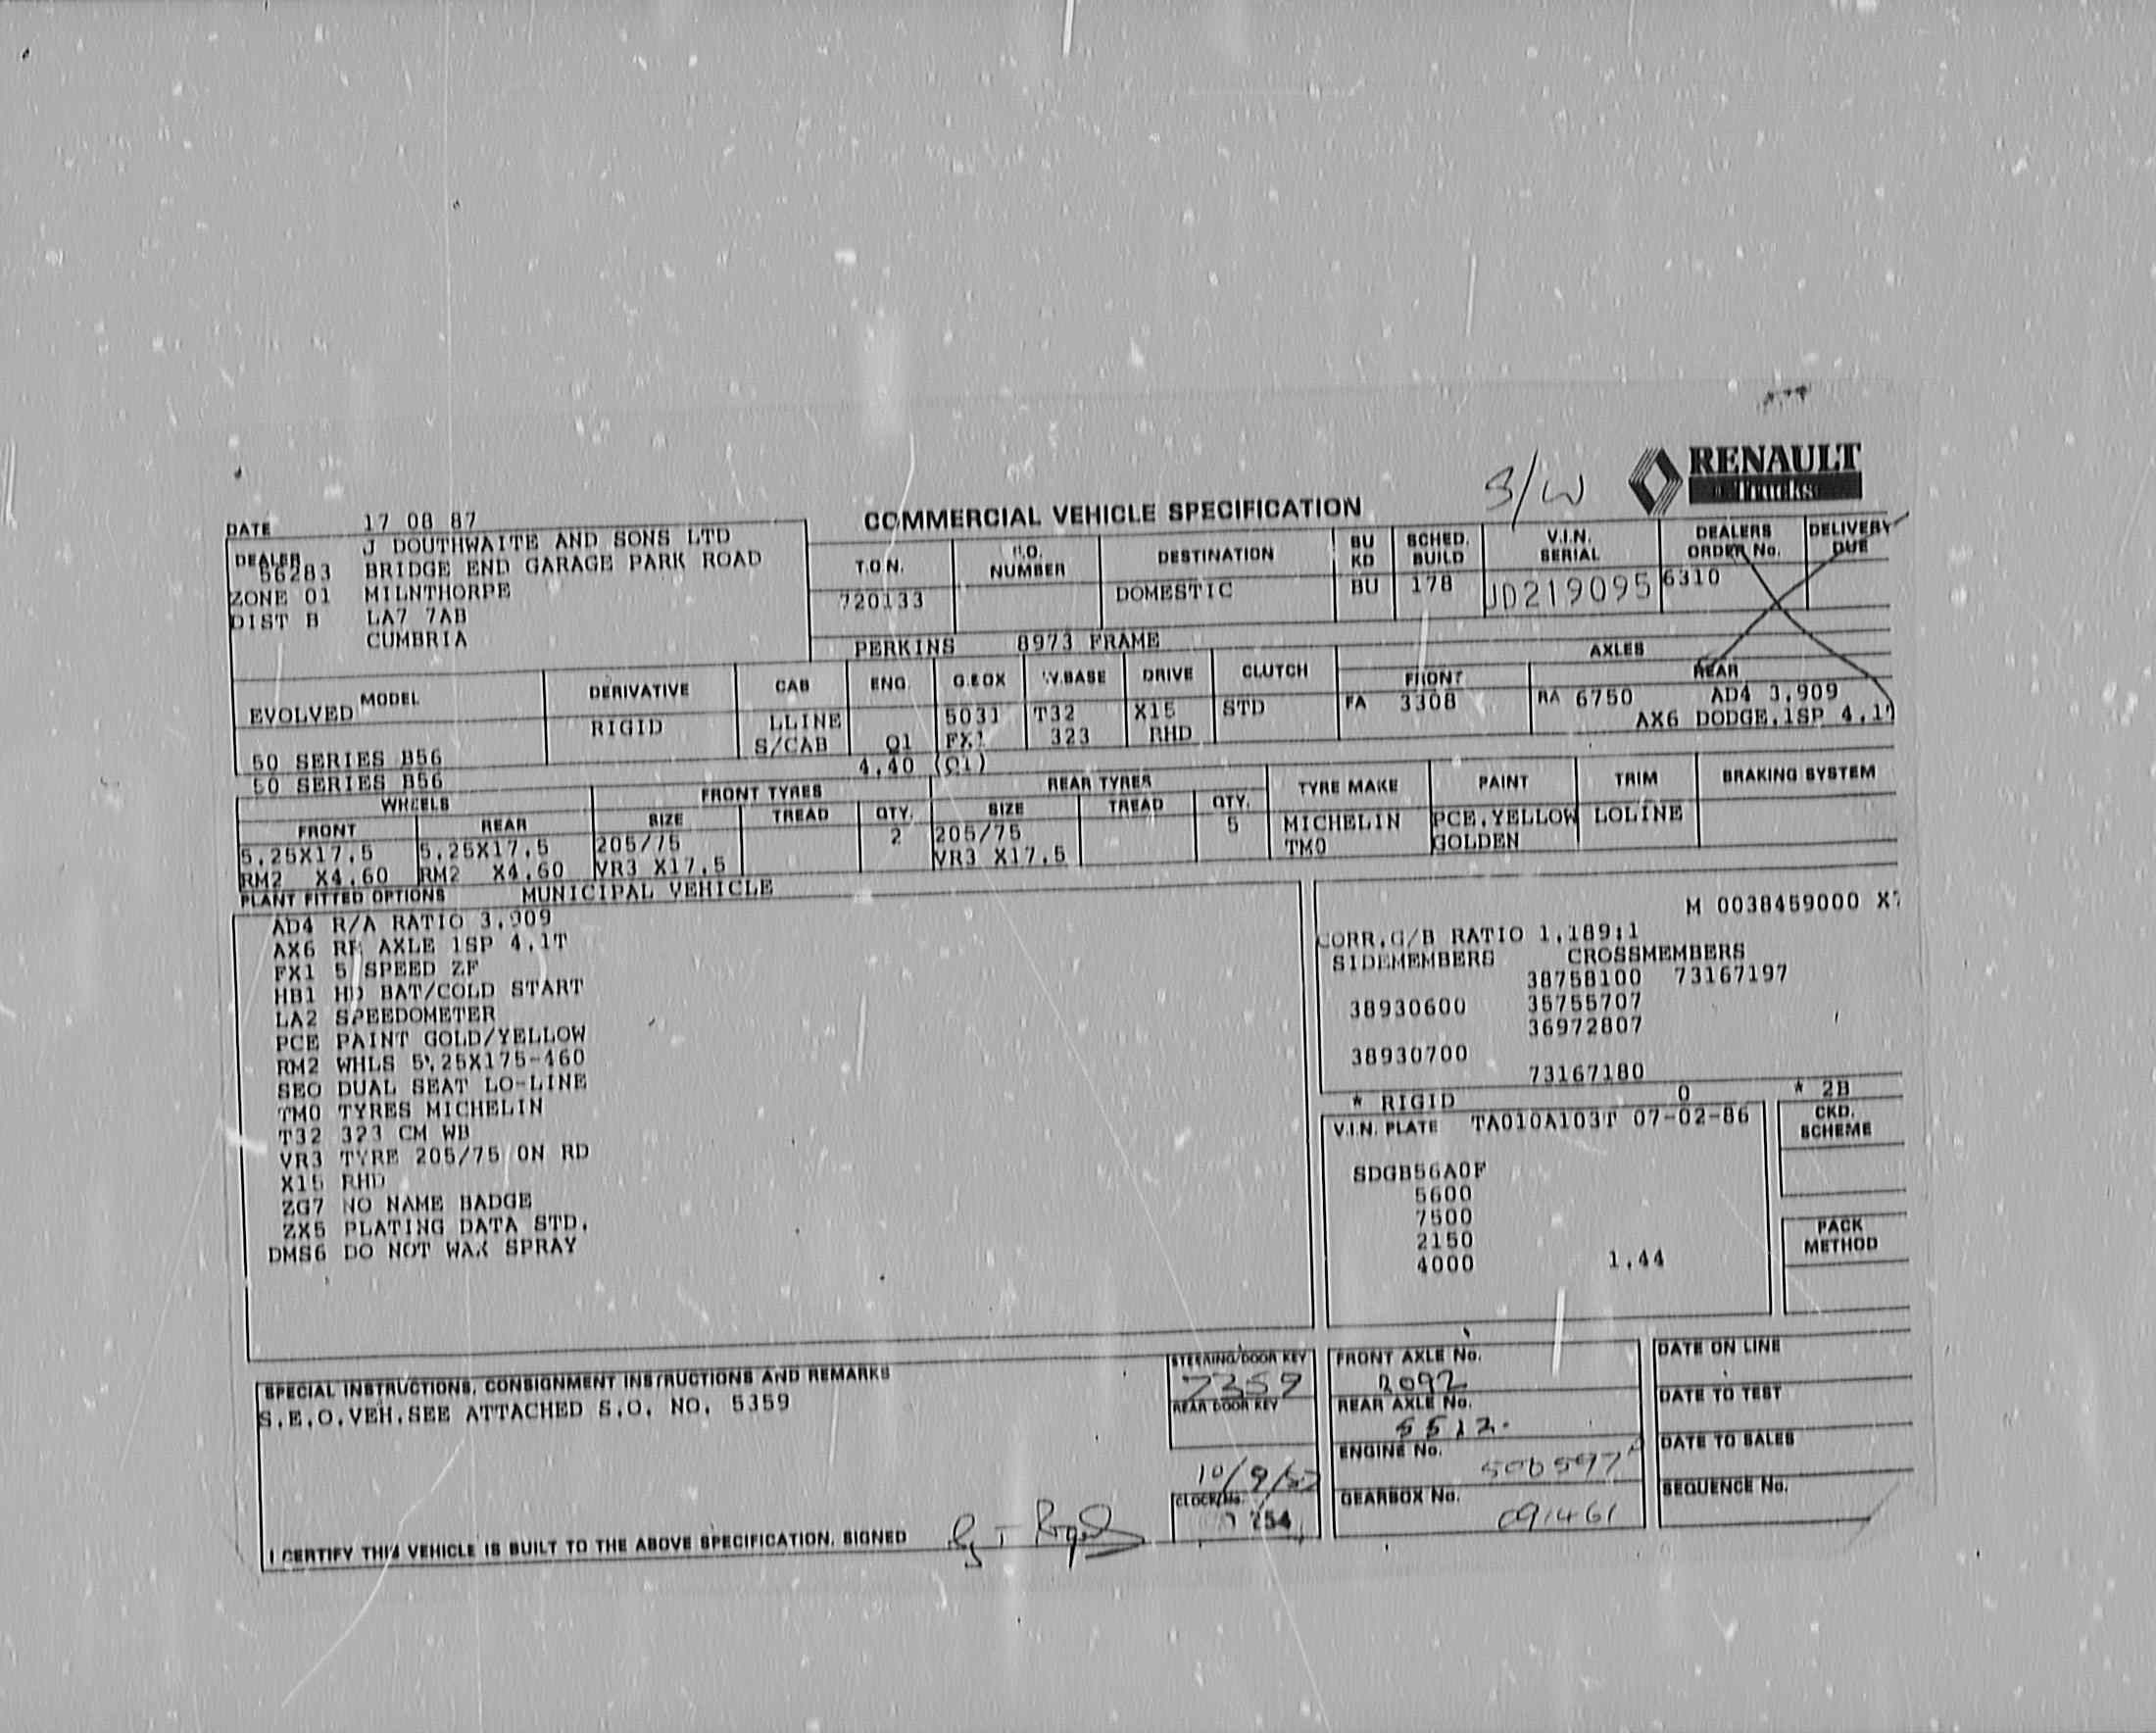 S/W
RENAULT
Trucks
COMMERCIAL VEHICLE SPECIFICATION
DATE 17 08 87
DEALER J DOUTHWAITE AND SONS LTD
56283 BRIDGE END GARAGE PARK ROAD
ZONE 01 MILNTHORPE
DIST B LA7 7AB
CUMBRIA
T.O.N. NUMBER DESTINATION BU KD SCHED. BUILD V.I.N. SERIAL DEALERS ORDER No. DELIVERY DUE
720133 DOMESTIC BU 178 JD219095 6310
PERKINS 8973 FRAME
AXLES
MODEL DERIVATIVE CAB ENG. G.BOX W.BASE DRIVE CLUTCH FRONT REAR
EVOLVED RIGID LLINE 5031 T32 X15 STD FA 3308 RA 6750 AD4 3.909
S/CAB Q1 FX1 323 RHD AX6 DODGE.1SP 4.1T
50 SERIES B56
50 SERIES B56 4.40 (Q1)
WHEELS FRONT TYRES REAR TYRES TYRE MAKE PAINT TRIM BRAKING SYSTEM
FRONT REAR SIZE TREAD QTY. SIZE TREAD QTY.
5.25X17.5 5.25X17.5 205/75 2 205/75 5 MICHELIN PCE.YELLOW LOLINE
RM2 X4.60 RM2 X4.60 VR3 X17.5 VR3 X17.5 TM0 GOLDEN
PLANT FITTED OPTIONS MUNICIPAL VEHICLE
AD4 R/A RATIO 3.909
AX6 RR AXLE 1SP 4.1T
FX1 5 SPEED ZF
HB1 HD BAT/COLD START
LA2 SPEEDOMETER
PCE PAINT GOLD/YELLOW
RM2 WHLS 5.25X175-460
SEO DUAL SEAT LO-LINE
TM0 TYRES MICHELIN
T32 323 CM WB
VR3 TYRE 205/75 ON RD
X15 RHD
ZG7 NO NAME BADGE
ZX5 PLATING DATA STD.
DMS6 DO NOT WAX SPRAY
M 0038459000
CORR.G/B RATIO 1.189:1
SIDEMEMBERS CROSSMEMBERS
38758100 73167197
38930600 35755707
36972807
38930700
73167180
* RIGID 0 * 2B
V.I.N. PLATE TA010A103T 07-02-86
CKD. SCHEME
SDGB56A0F
5600
7500
2150
4000 1.44
PACK METHOD
SPECIAL INSTRUCTIONS, CONSIGNMENT INSTRUCTIONS AND REMARKS
S.E.O.VEH.SEE ATTACHED S.O. NO. 5359
STEERING/DOOR KEY
7359
REAR DOOR KEY
10/9/87
CLOCK No.
754
FRONT AXLE No.
2092
REAR AXLE No.
5512.
ENGINE No.
506597
GEARBOX No.
091461
DATE ON LINE
DATE TO TEST
DATE TO SALES
SEQUENCE No.
I CERTIFY THIS VEHICLE IS BUILT TO THE ABOVE SPECIFICATION. SIGNED